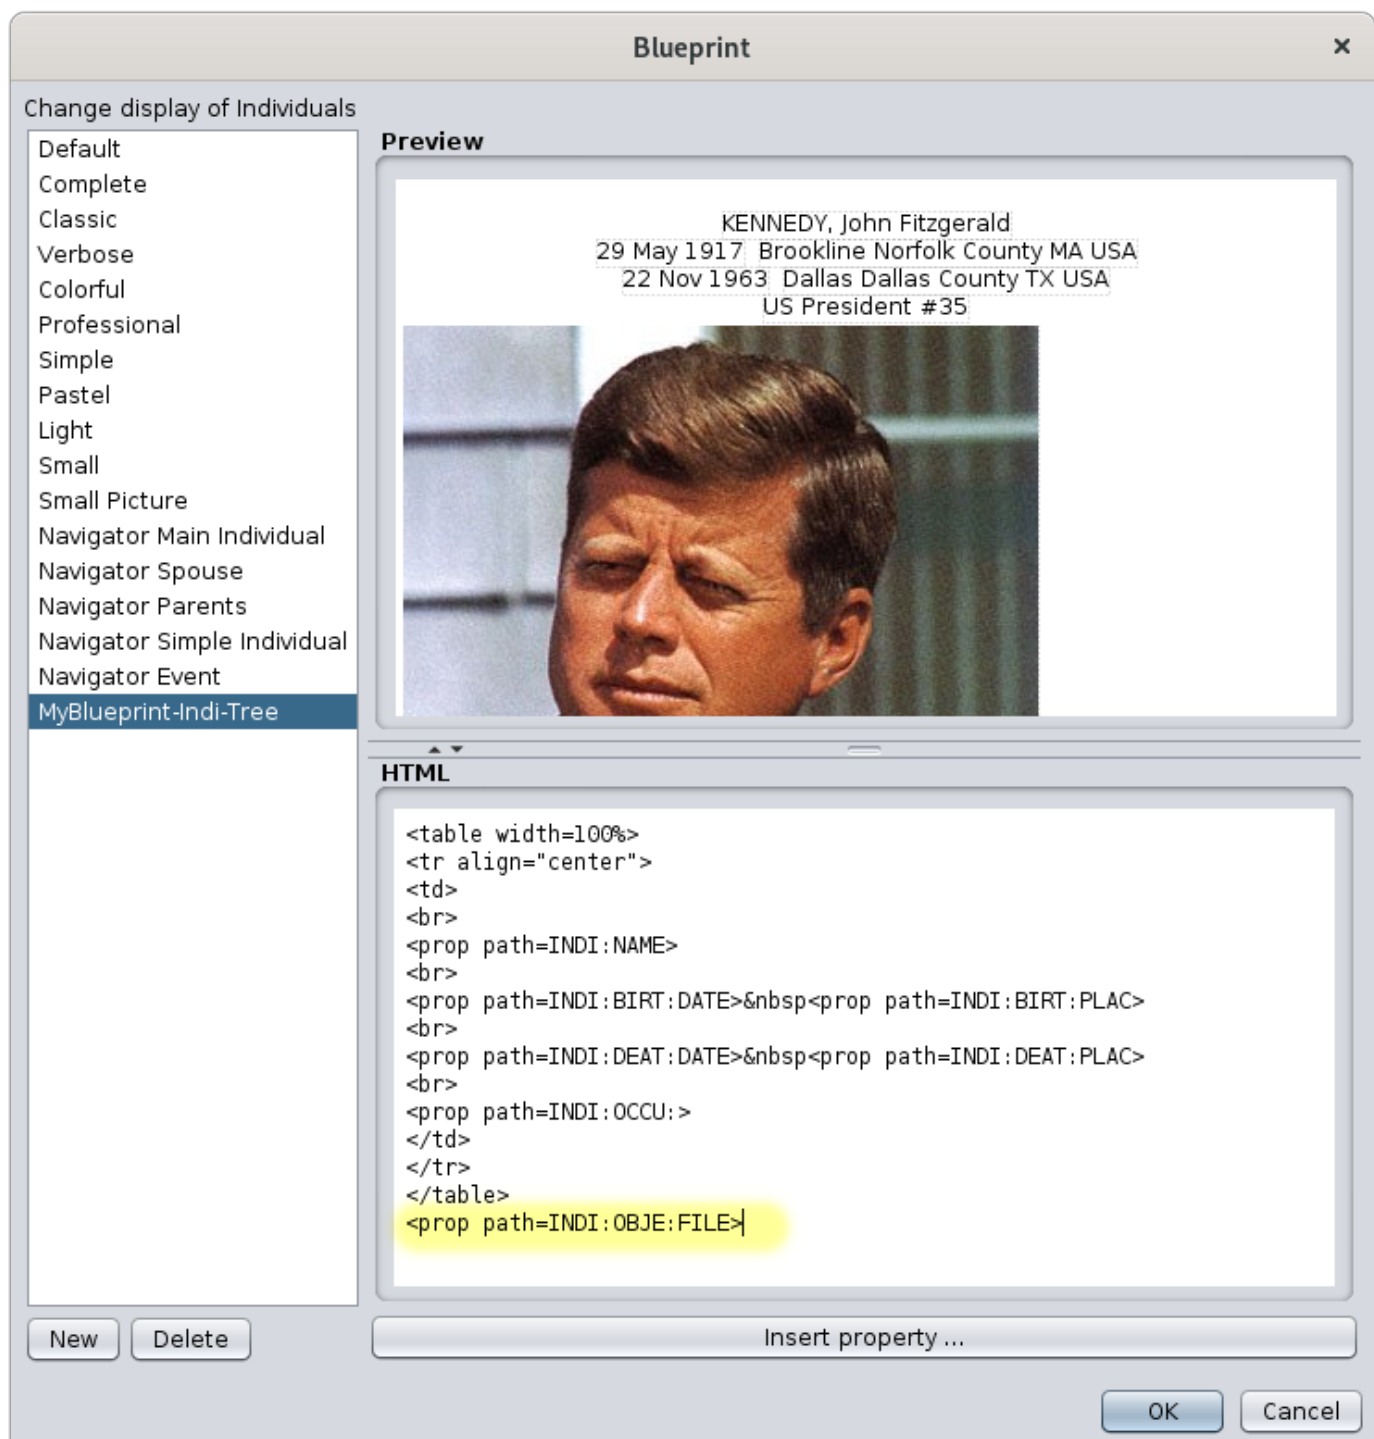 Blueprint
Change display of Individuals
Default
Complete
Classic
Verbose
Colorful
Professional
Simple
Pastel
Light
Small
Small Picture
Navigator Main Individual
Navigator Spouse
Navigator Parents
Navigator Simple Individual
Navigator Event
MyBlueprint-Indi-Tree
New
Delete
Preview
KENNEDY, John Fitzgerald
29 May 1917 Brookline Norfolk County MA USA
22 Nov 1963 Dallas Dallas County TX USA
US President #35
HTML
<table width=100%>
<tr align="center">
<td>
<br>
<prop path=INDI:NAME>
<br>
<prop path=INDI:BIRT:DATE>&nbsp<prop path=INDI:BIRT:PLAC>
<br>
<prop path=INDI:DEAT:DATE>&nbsp<prop path=INDI:DEAT:PLAC>
<br>
<prop path=INDI:OCCU:>
</td>
</tr>
</table>
<prop path=INDI:OBJE:FILE>
Insert property ...
OK
Cancel